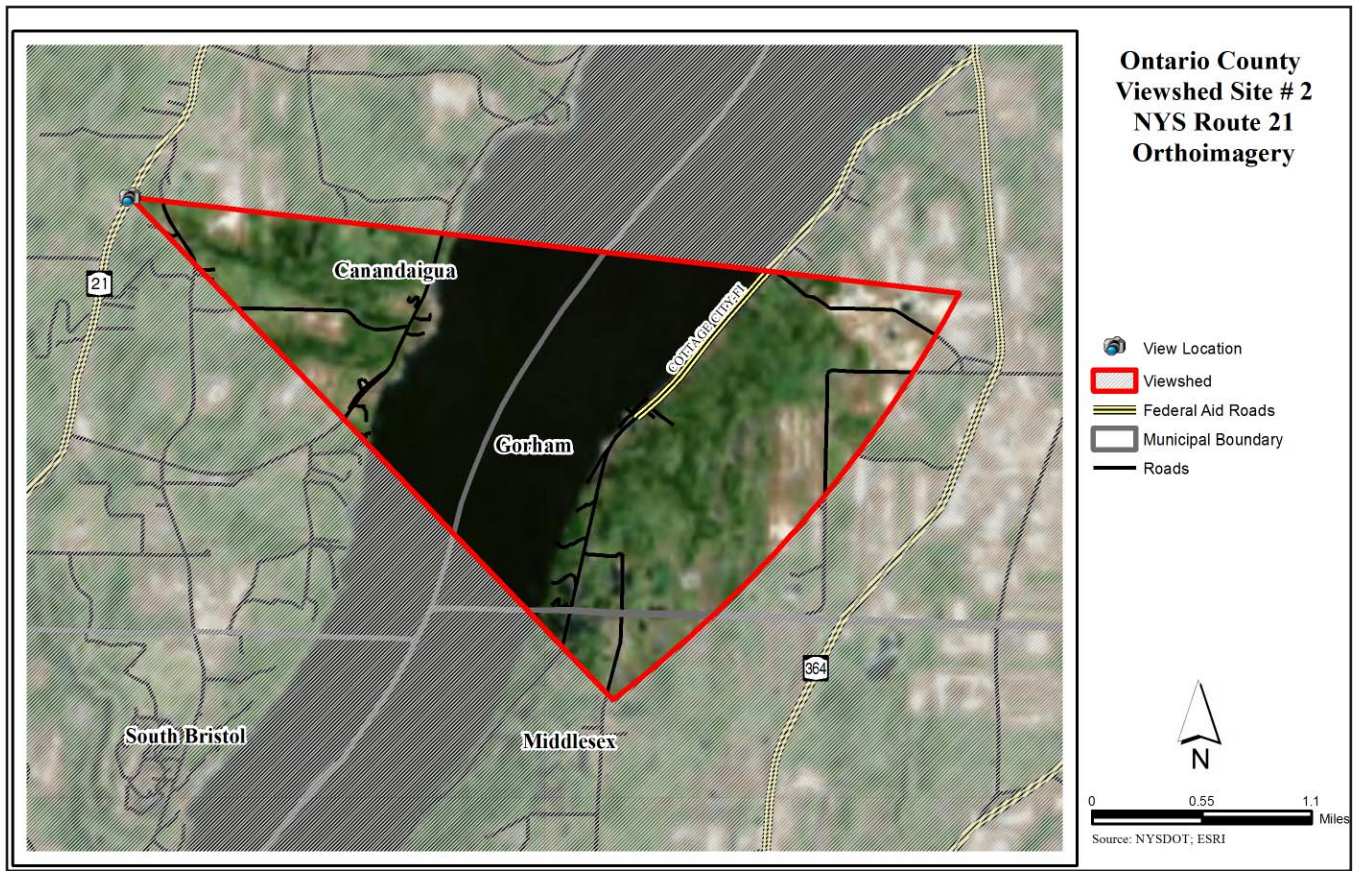 Ontario County
Viewshed Site # 2
NYS Route 21
Orthoimagery
Canandaigua
21
COTTAGE CITY-FI
Gorham
364
South Bristol
Middlesex
View Location
Viewshed
Federal Aid Roads
Municipal Boundary
Roads
N
0 0.55 1.1
Miles
Source: NYSDOT; ESRI